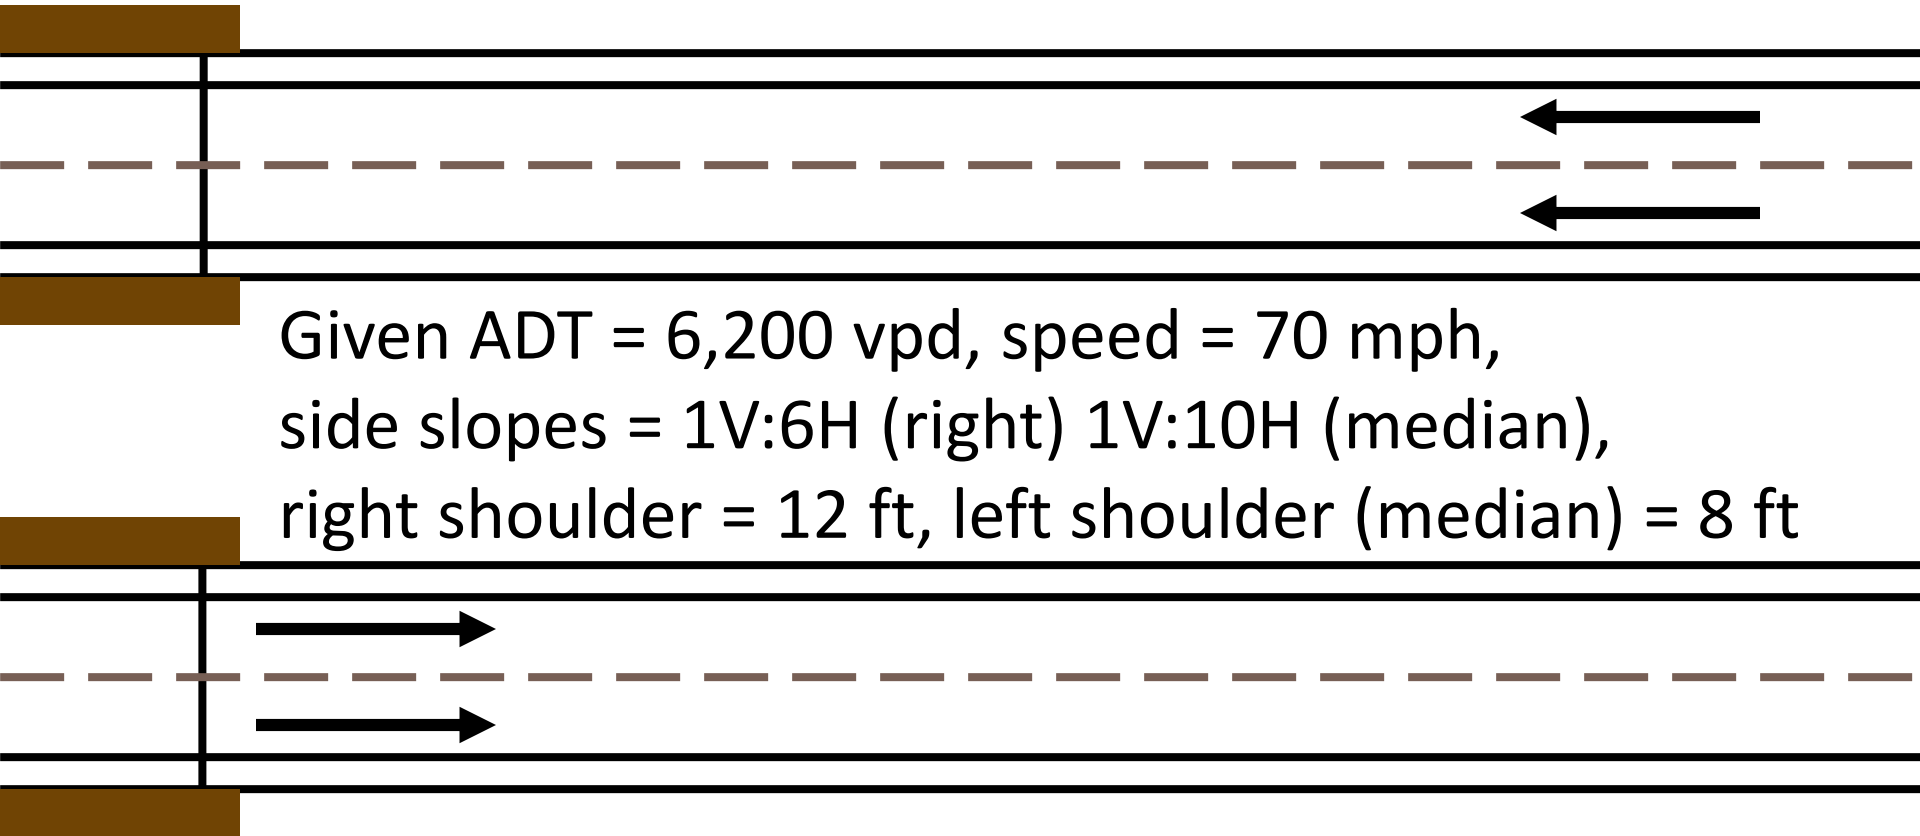 Given ADT = 6,200 vpd, speed = 70 mph,
side slopes = 1V:6H (right) 1V:10H (median),
right shoulder = 12 ft, left shoulder (median) = 8 ft